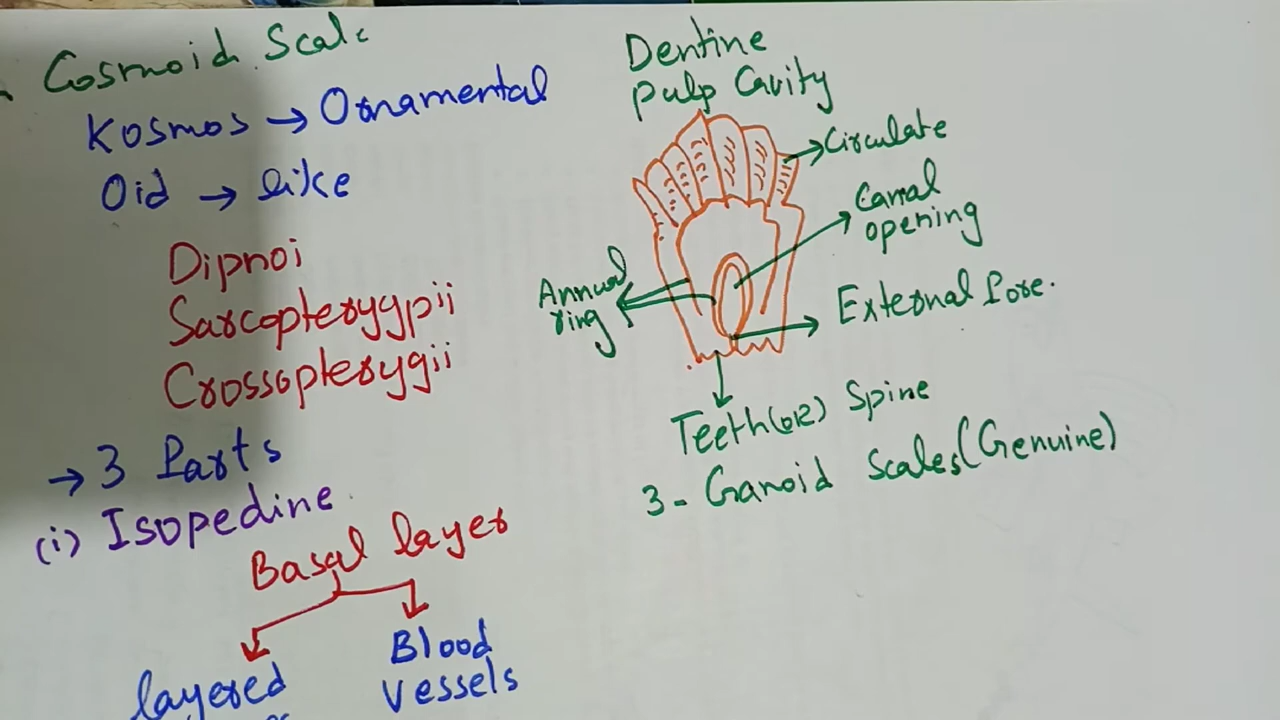 Cosmoid Scale
Kosmos → Ornamental
Oid → like
Dipnoi
Sarcopterygpii
Crossopterygii
→ 3 Parts
(i) Isopedine
Basal layer
layered
Blood
vessels
Dentine
pulp Cavity
Circulate
Canal
opening
Annual
ring
External Pore.
Teeth(or) Spine
3- Ganoid Scales(Genuine)